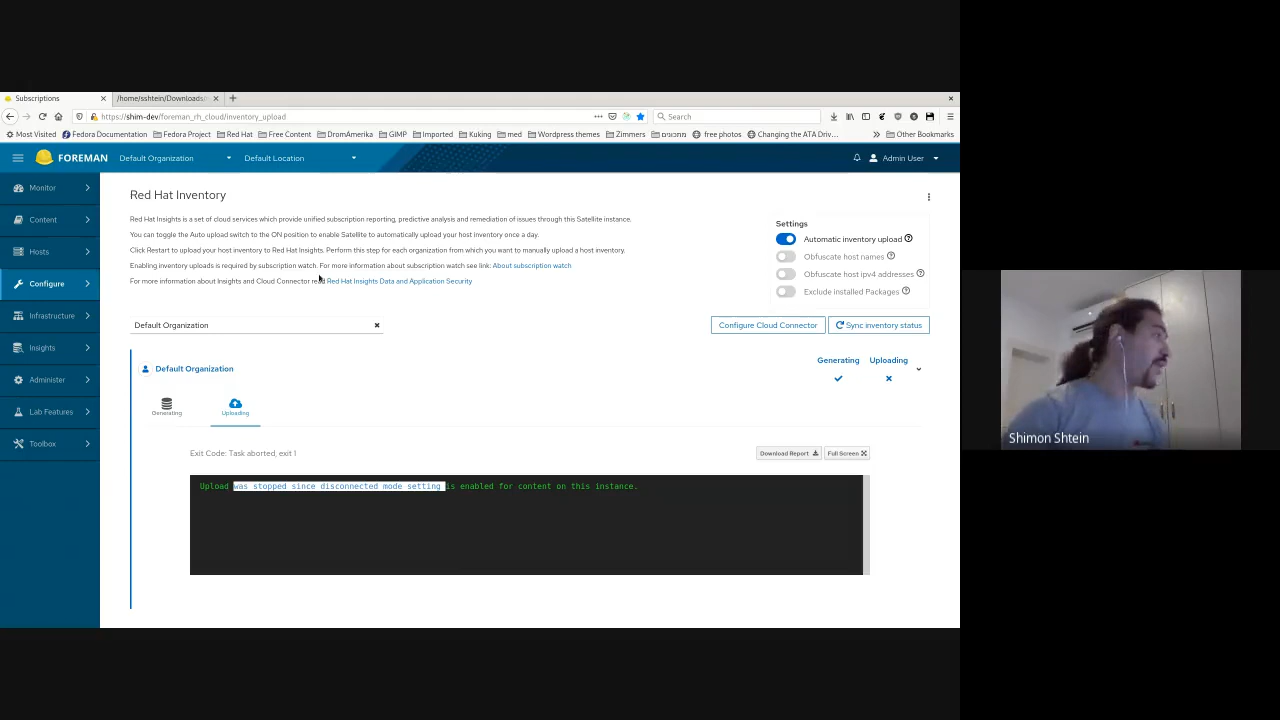 Subscriptions
/home/sshtein/Downloads/
https://shim-dev/foreman_rh_cloud/inventory_upload
Search
Most Visited
Fedora Documentation
Fedora Project
Red Hat
Free Content
DromAmerika
GIMP
Imported
Kuking
med
Wordpress themes
Zimmers
מתכונים
free photos
Changing the ATA Driv...
Other Bookmarks
FOREMAN
Default Organization
Default Location
Admin User
Monitor
Content
Hosts
Configure
Infrastructure
Insights
Administer
Lab Features
Toolbox
Red Hat Inventory
Red Hat Insights is a set of cloud services which provide unified subscription reporting, predictive analysis and remediation of issues through this Satellite instance.
You can toggle the Auto upload switch to the ON position to enable Satellite to automatically upload your host inventory once a day.
Click Restart to upload your host inventory to Red Hat Insights. Perform this step for each organization from which you want to manually upload a host inventory.
Enabling inventory uploads is required by subscription watch. For more information about subscription watch see link: About subscription watch
For more information about Insights and Cloud Connector read Red Hat Insights Data and Application Security
Settings
Automatic inventory upload
Obfuscate host names
Obfuscate host ipv4 addresses
Exclude installed Packages
Default Organization
Configure Cloud Connector
Sync inventory status
Default Organization
Generating
Uploading
Generating
Uploading
Exit Code: Task aborted, exit 1
Download Report
Full Screen
Upload was stopped since disconnected mode setting is enabled for content on this instance.
Shimon Shtein